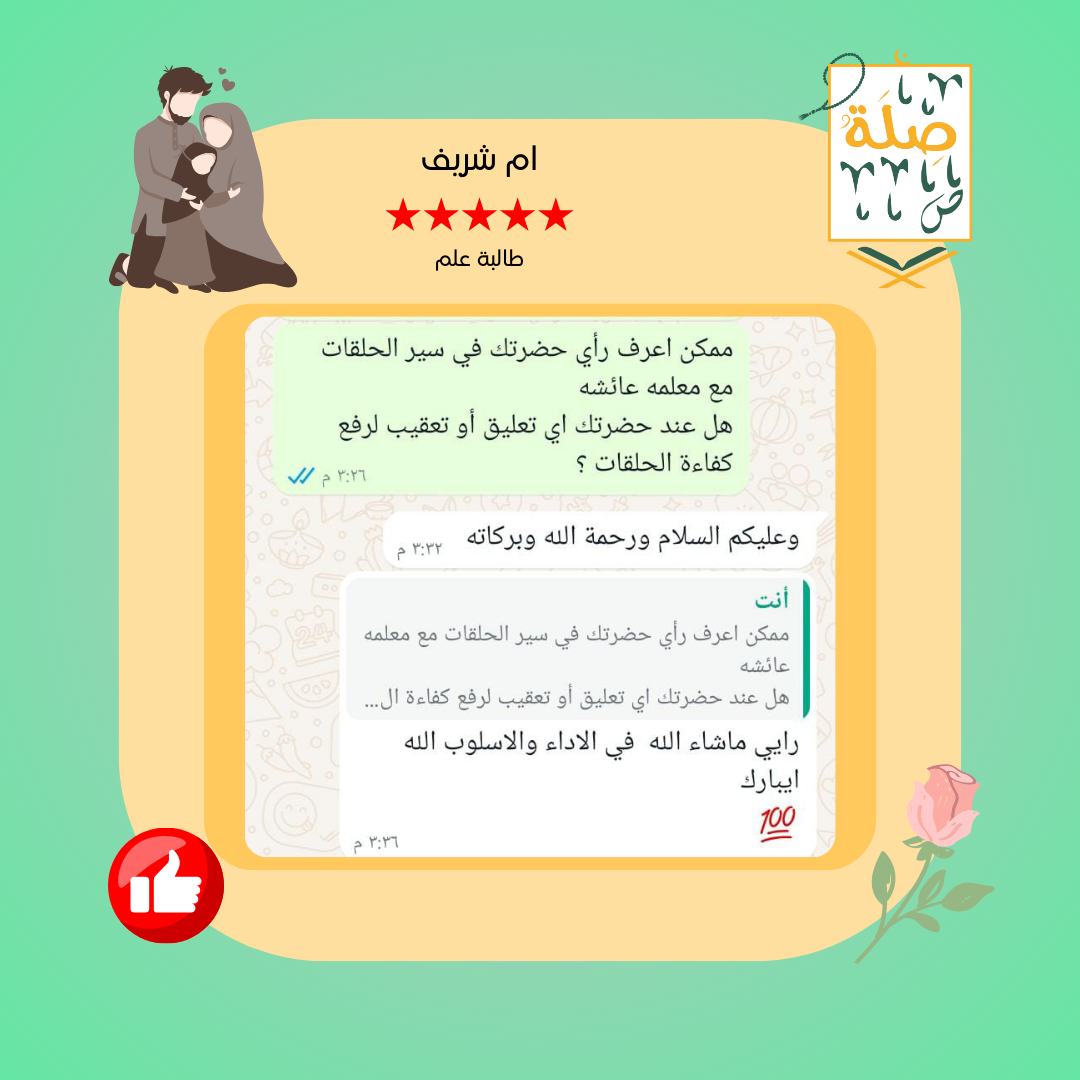 صلة
ام شريف
طالبة علم
ممكن اعرف رأي حضرتك في سير الحلقات
مع معلمه عائشه
هل عند حضرتك اي تعليق أو تعقيب لرفع
كفاءة الحلقات ؟
٣:٢٦ م
وعليكم السلام ورحمة الله وبركاته
٣:٣٢ م
أنت
ممكن اعرف رأي حضرتك في سير الحلقات مع معلمه
عائشه
هل عند حضرتك اي تعليق أو تعقيب لرفع كفاءة ال...
رايي ماشاء الله في الاداء والاسلوب الله
ايبارك
💯
٣:٣٦ م